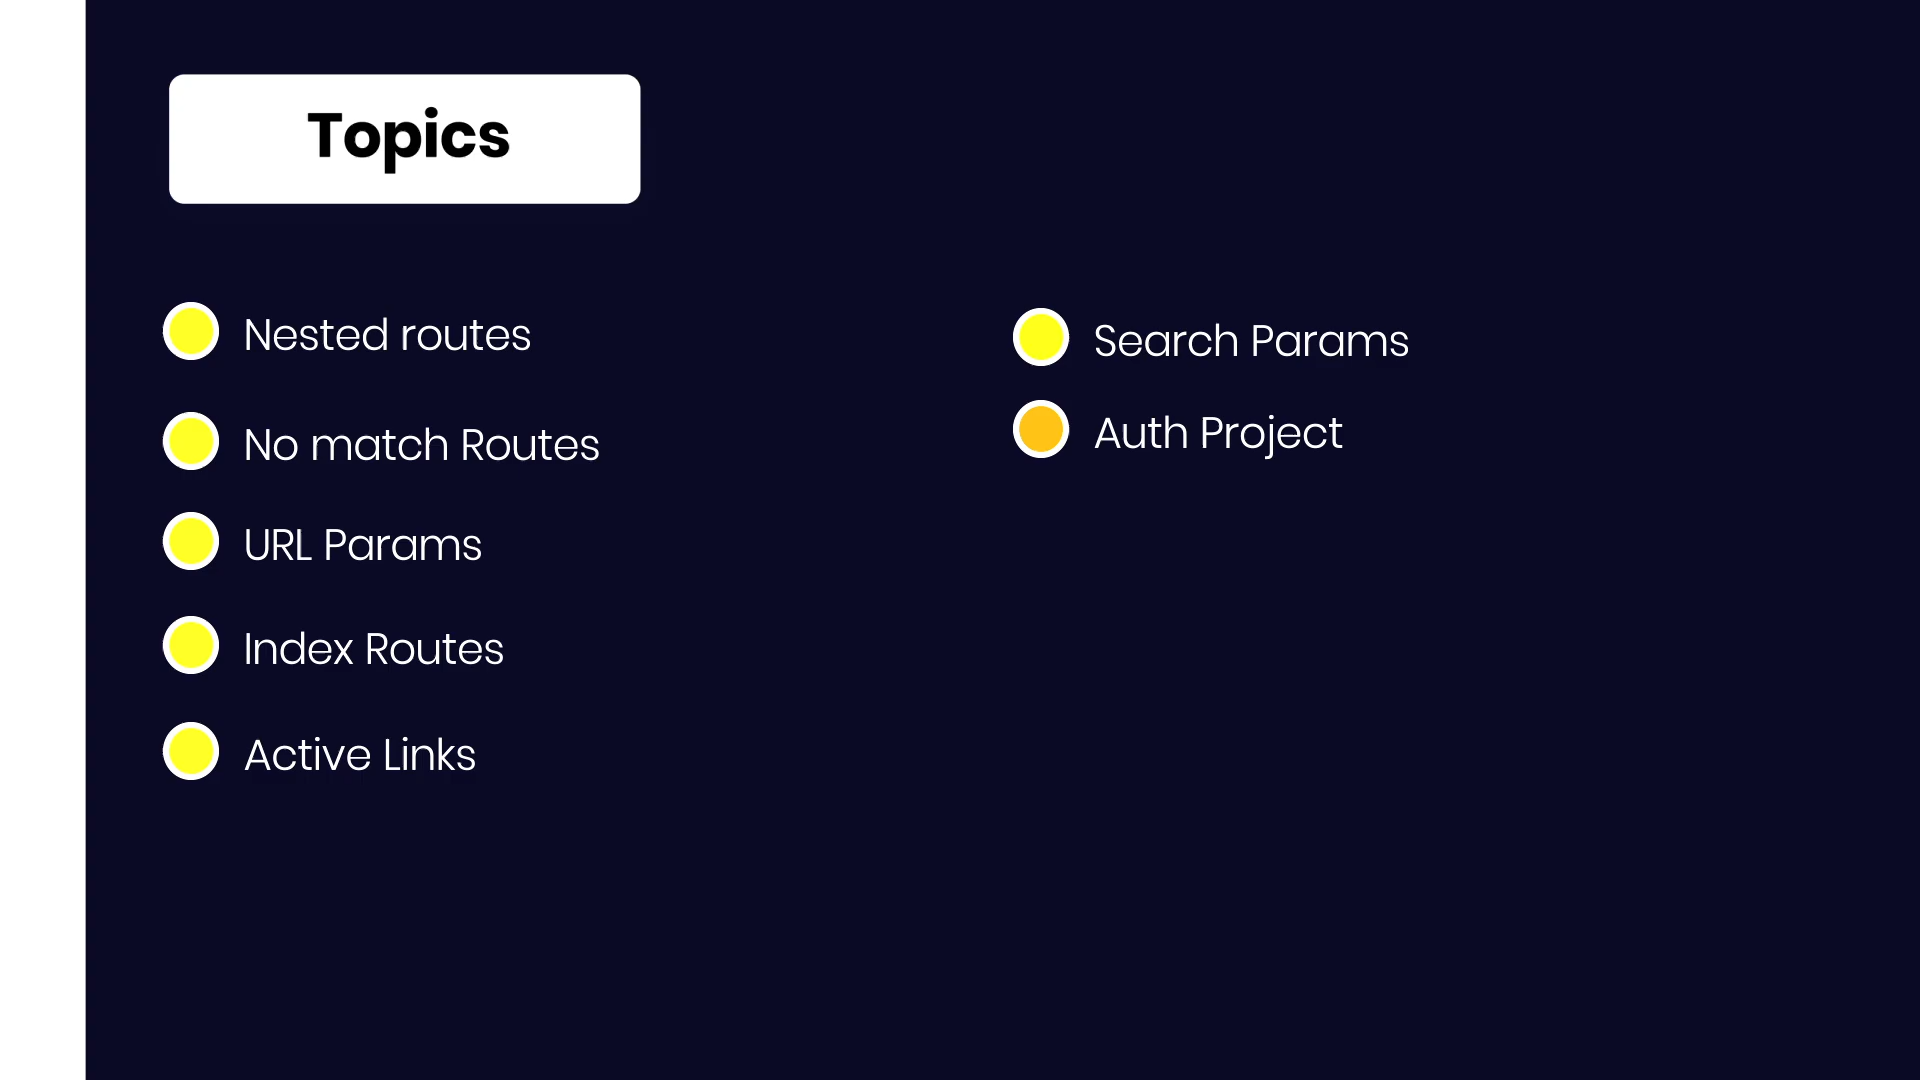 Topics
Nested routes
No match Routes
URL Params
Index Routes
Active Links
Search Params
Auth Project